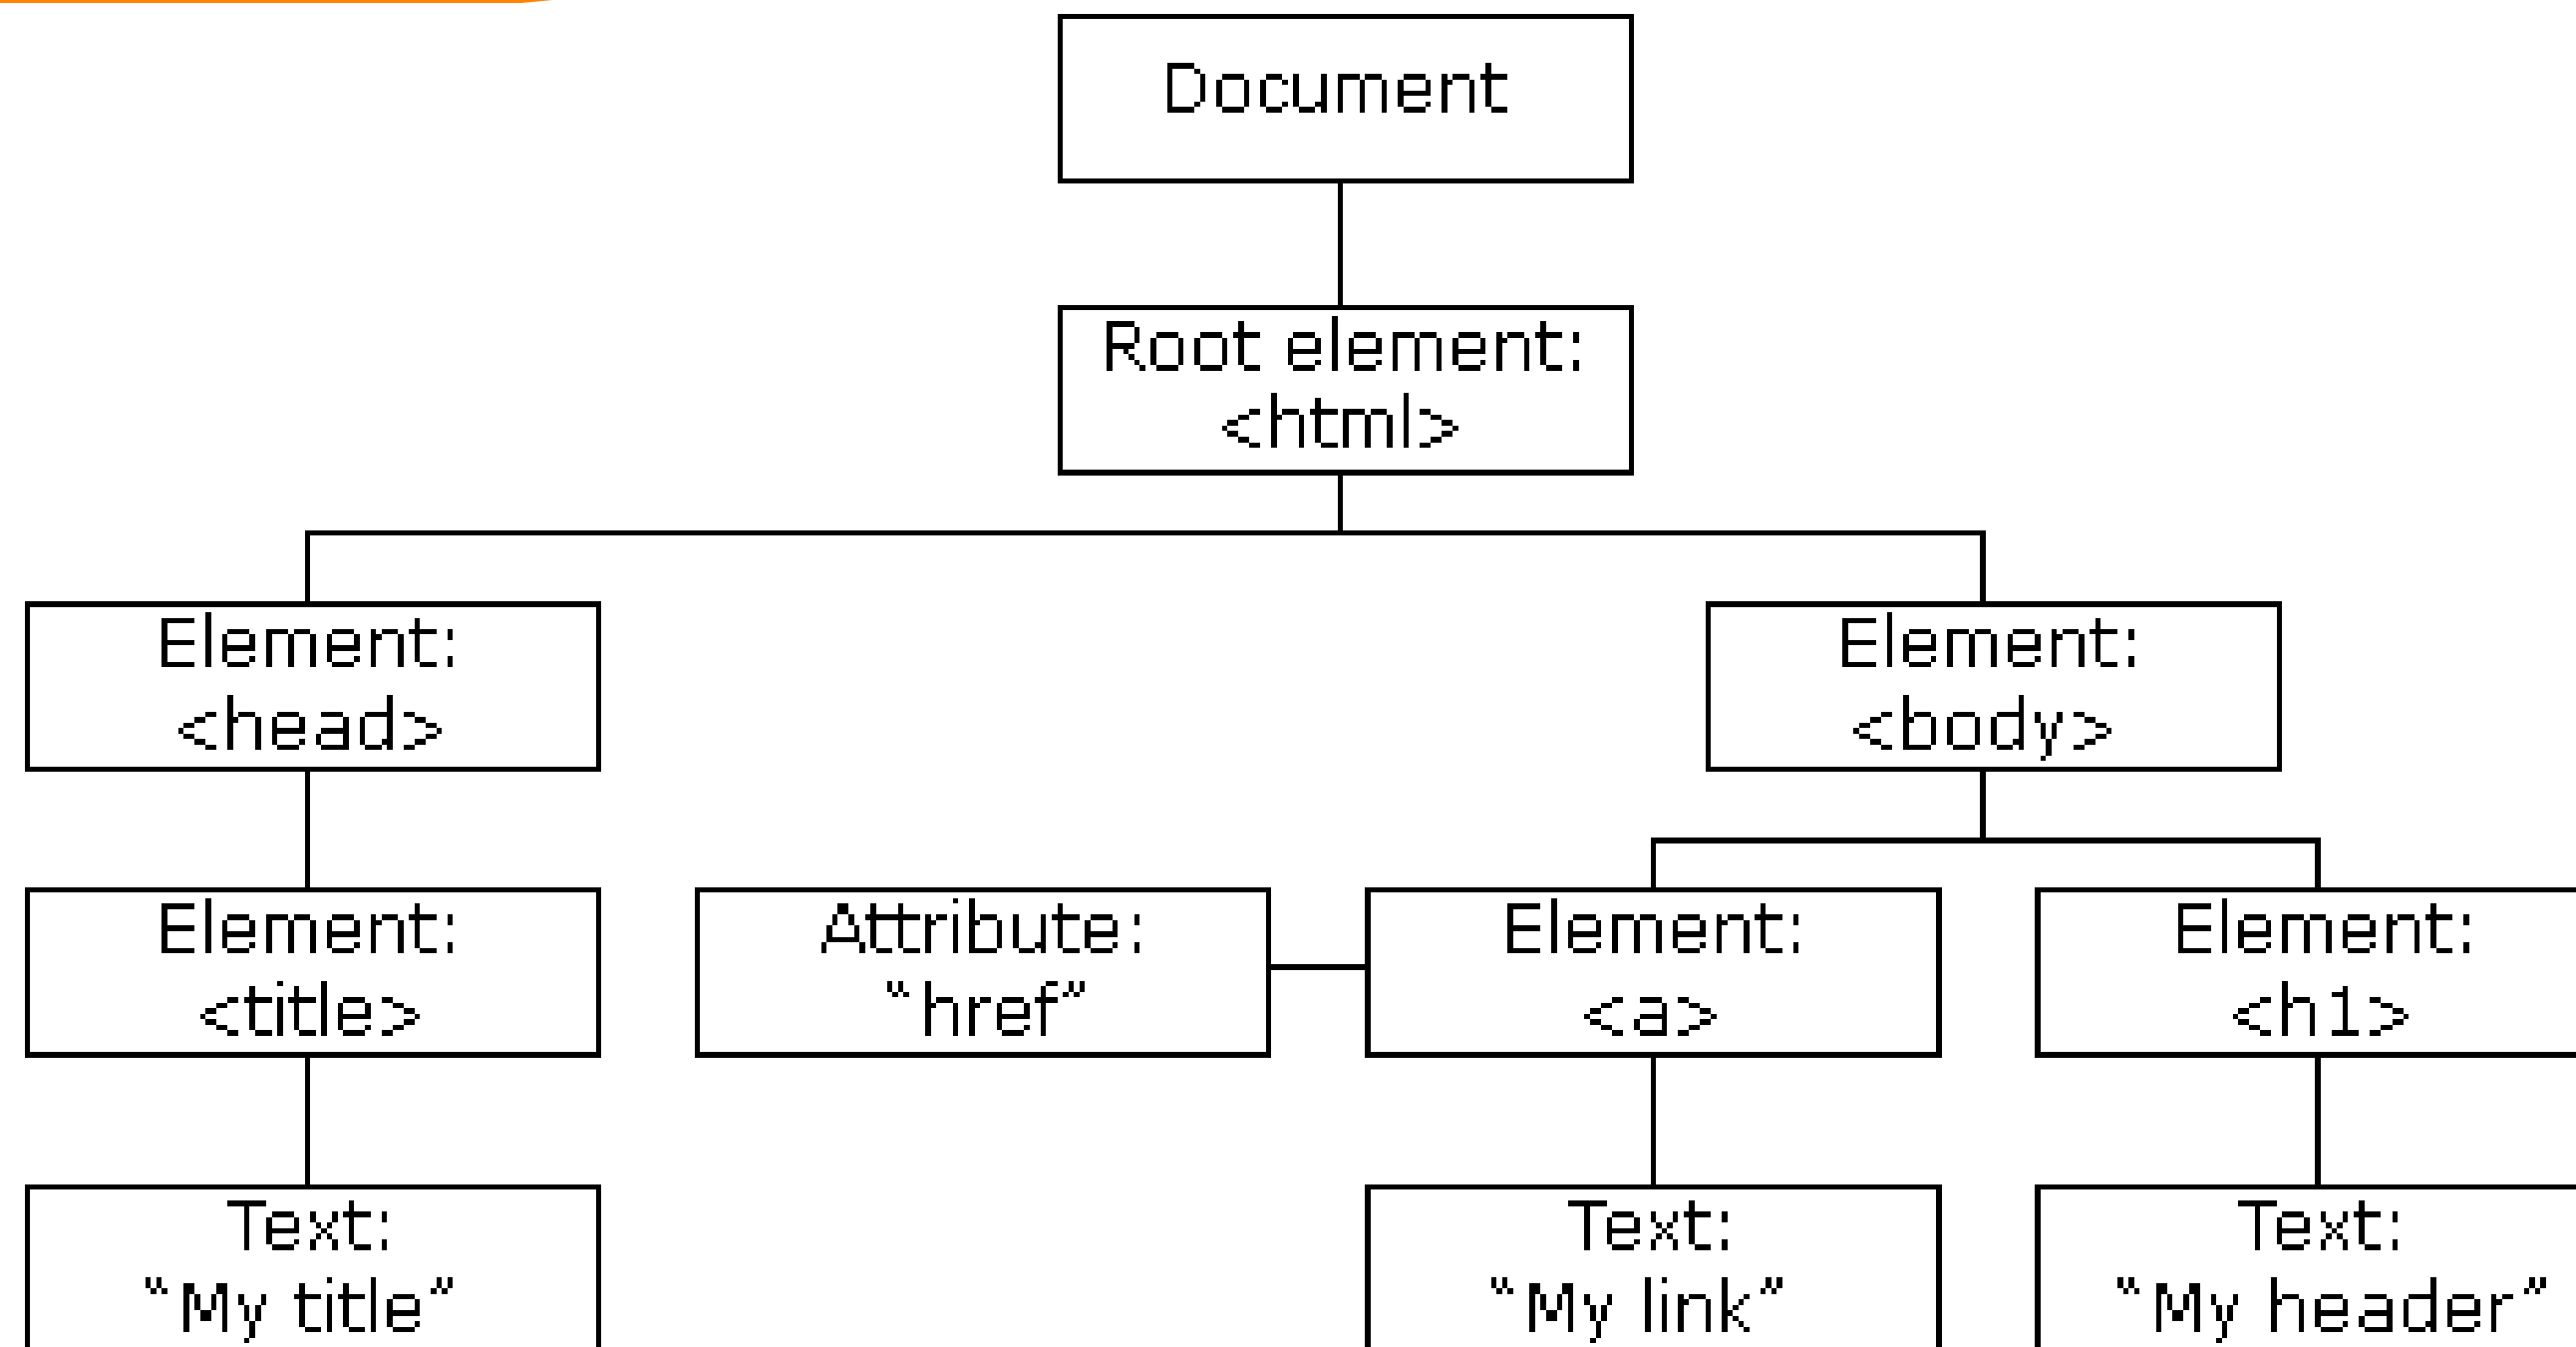 Document
Root element:
<html>
Element:
<head>
Element:
<body>
Element:
<title>
Attribute:
“href”
Element:
<a>
Element:
<h1>
Text:
“My title”
Text:
“My link”
Text:
“My header”